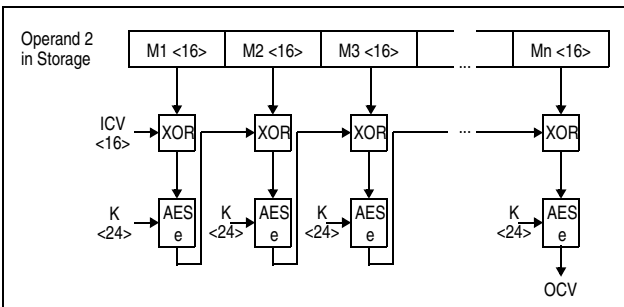 Operand 2
in Storage
M1 <16>
M2 <16>
M3 <16>
...
Mn <16>
ICV
<16>
XOR
XOR
XOR
...
XOR
K
<24>
AES
e
K
<24>
AES
e
K
<24>
AES
e
K
<24>
AES
e
OCV